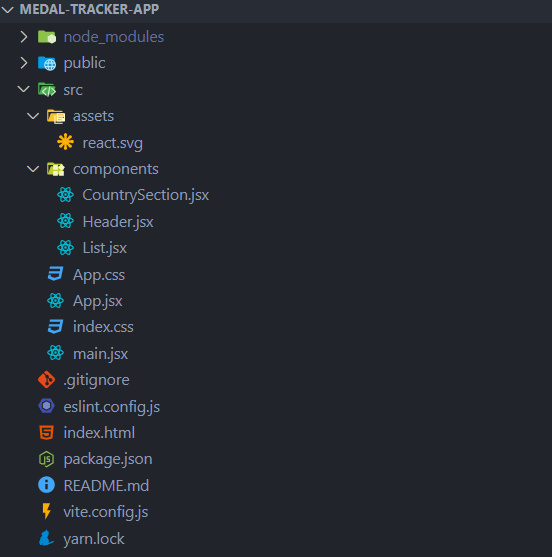 MEDAL-TRACKER-APP
node_modules
public
src
assets
react.svg
components
CountrySection.jsx
Header.jsx
List.jsx
App.css
App.jsx
index.css
main.jsx
.gitignore
eslint.config.js
index.html
package.json
README.md
vite.config.js
yarn.lock